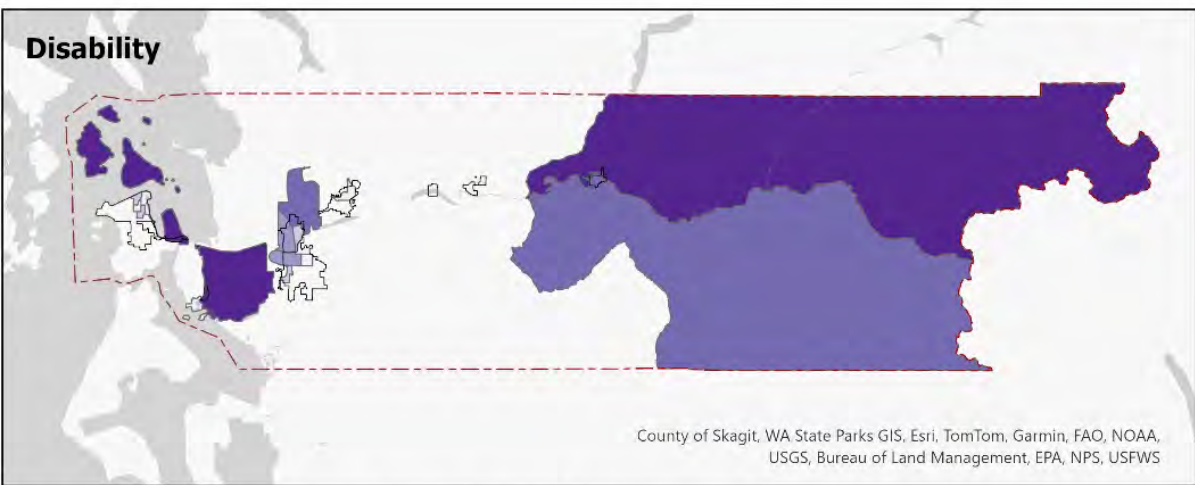 Disability
County of Skagit, WA State Parks GIS, Esri, TomTom, Garmin, FAO, NOAA,
USGS, Bureau of Land Management, EPA, NPS, USFWS